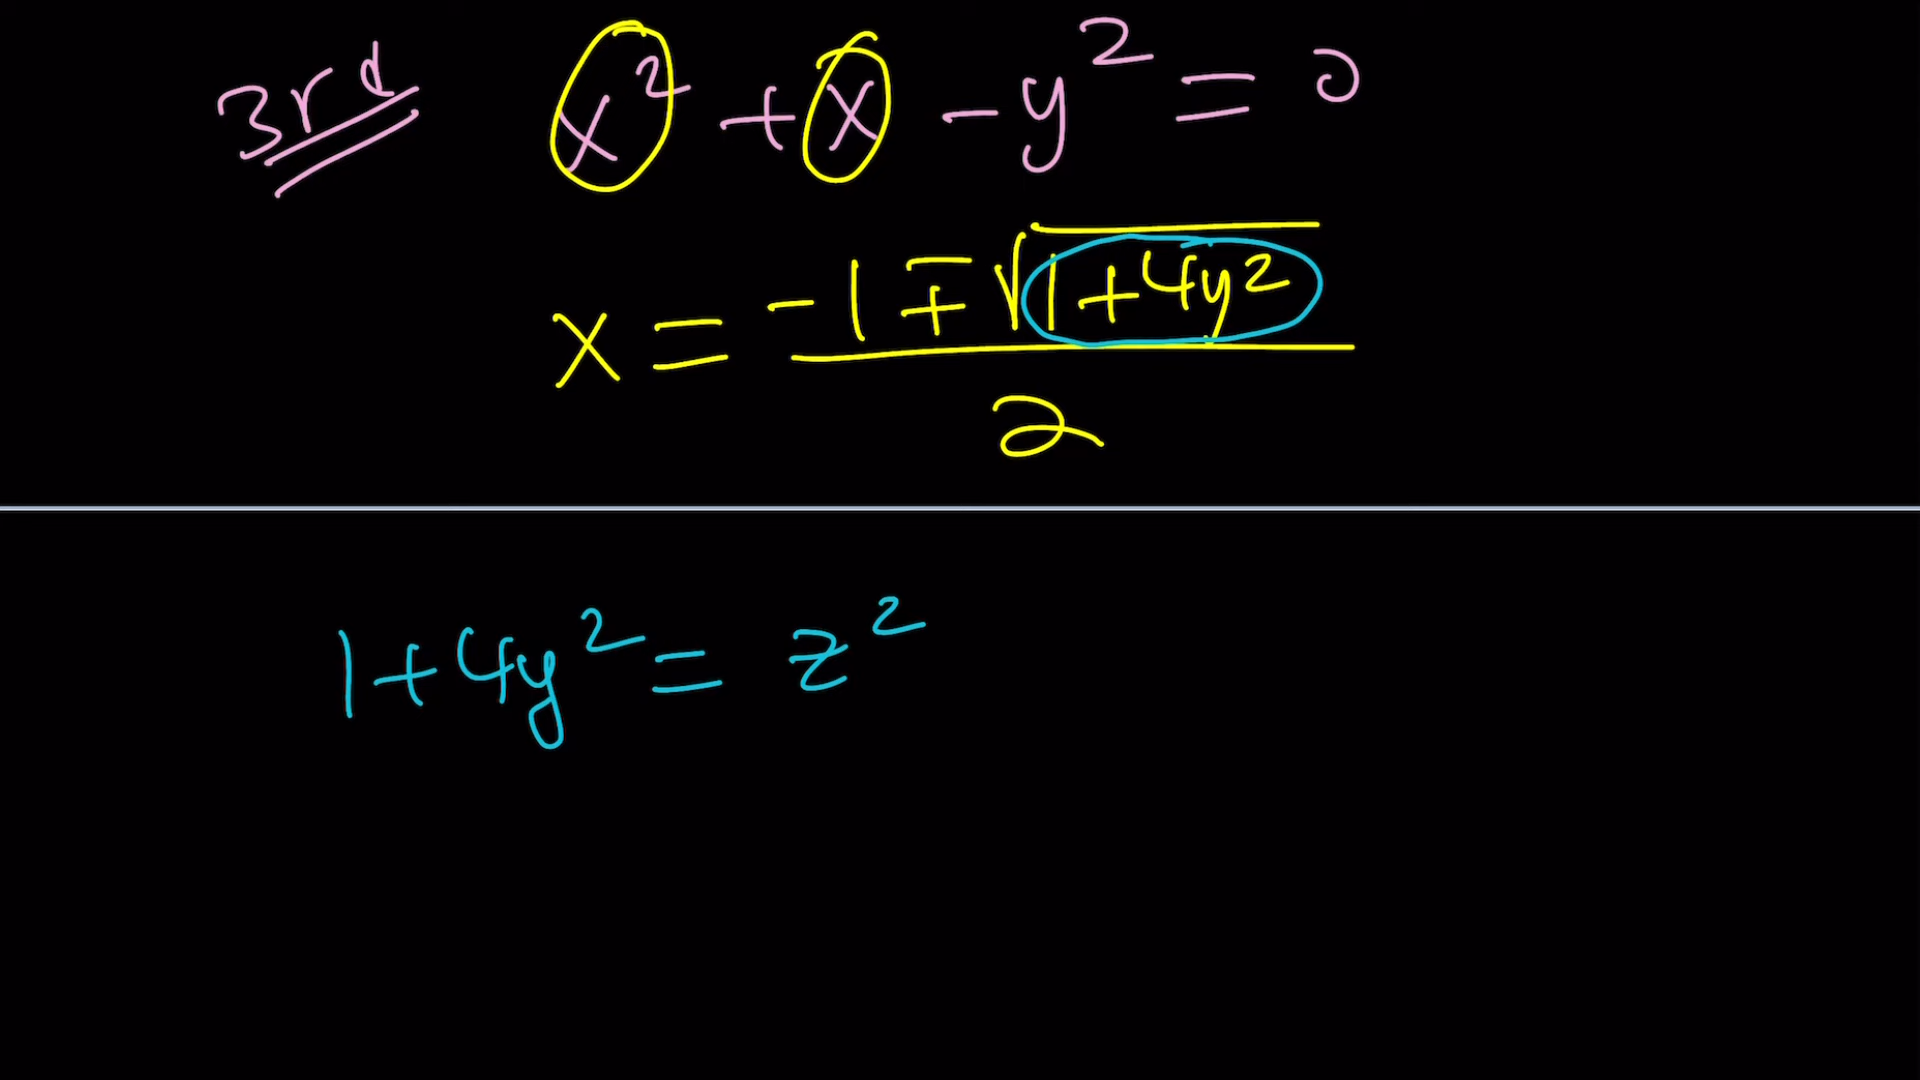 3rd x² + x - y² = 0
x = (-1 ∓ √(1+4y²))/2
1+4y² = z²